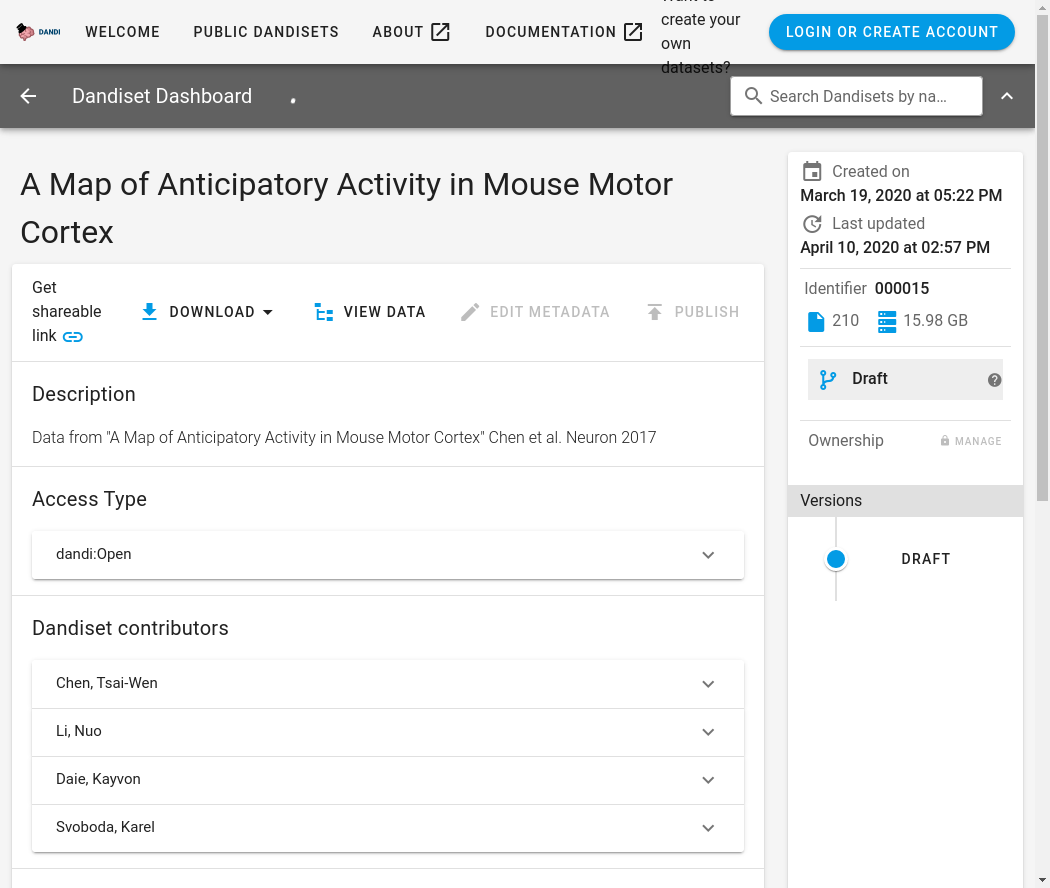 DANDI
WELCOME
PUBLIC DANDISETS
ABOUT
DOCUMENTATION
create your
own
datasets?
LOGIN OR CREATE ACCOUNT
Dandiset Dashboard
Search Dandisets by na…
A Map of Anticipatory Activity in Mouse Motor
Cortex
Get
shareable
link
DOWNLOAD
VIEW DATA
EDIT METADATA
PUBLISH
Description
Data from "A Map of Anticipatory Activity in Mouse Motor Cortex" Chen et al. Neuron 2017
Access Type
dandi:Open
Dandiset contributors
Chen, Tsai-Wen
Li, Nuo
Daie, Kayvon
Svoboda, Karel
Created on
March 19, 2020 at 05:22 PM
Last updated
April 10, 2020 at 02:57 PM
Identifier 000015
210 15.98 GB
Draft
Ownership
MANAGE
Versions
DRAFT